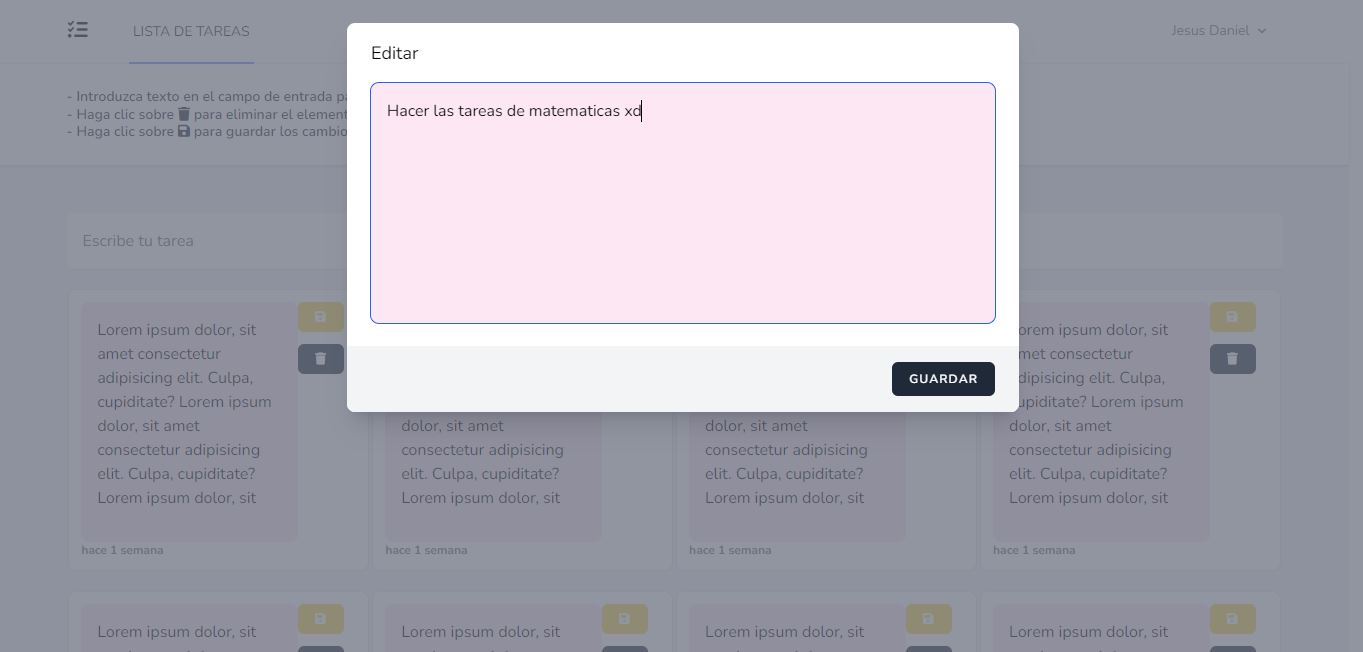 LISTA DE TAREAS
Jesus Daniel
Editar
Hacer las tareas de matematicas xd
GUARDAR
- Introduzca texto en el campo de entrada pa
- Haga clic sobre para eliminar el element
- Haga clic sobre para guardar los cambio
Escribe tu tarea
Lorem ipsum dolor, sit
amet consectetur
adipisicing elit. Culpa,
cupiditate? Lorem ipsum
dolor, sit amet
consectetur adipisicing
elit. Culpa, cupiditate?
Lorem ipsum dolor, sit
hace 1 semana
dolor, sit amet
consectetur adipisicing
elit. Culpa, cupiditate?
Lorem ipsum dolor, sit
hace 1 semana
dolor, sit amet
consectetur adipisicing
elit. Culpa, cupiditate?
Lorem ipsum dolor, sit
hace 1 semana
orem ipsum dolor, sit
met consectetur
dipisicing elit. Culpa,
upiditate? Lorem ipsum
dolor, sit amet
consectetur adipisicing
elit. Culpa, cupiditate?
Lorem ipsum dolor, sit
hace 1 semana
Lorem ipsum dolor, sit
Lorem ipsum dolor, sit
Lorem ipsum dolor, sit
Lorem ipsum dolor, sit